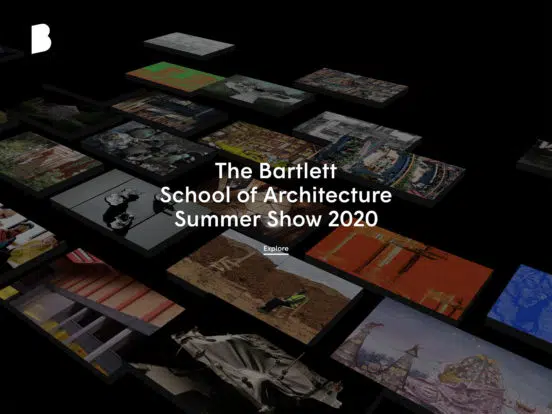 B
The Bartlett
School of Architecture
Summer Show 2020
Explore